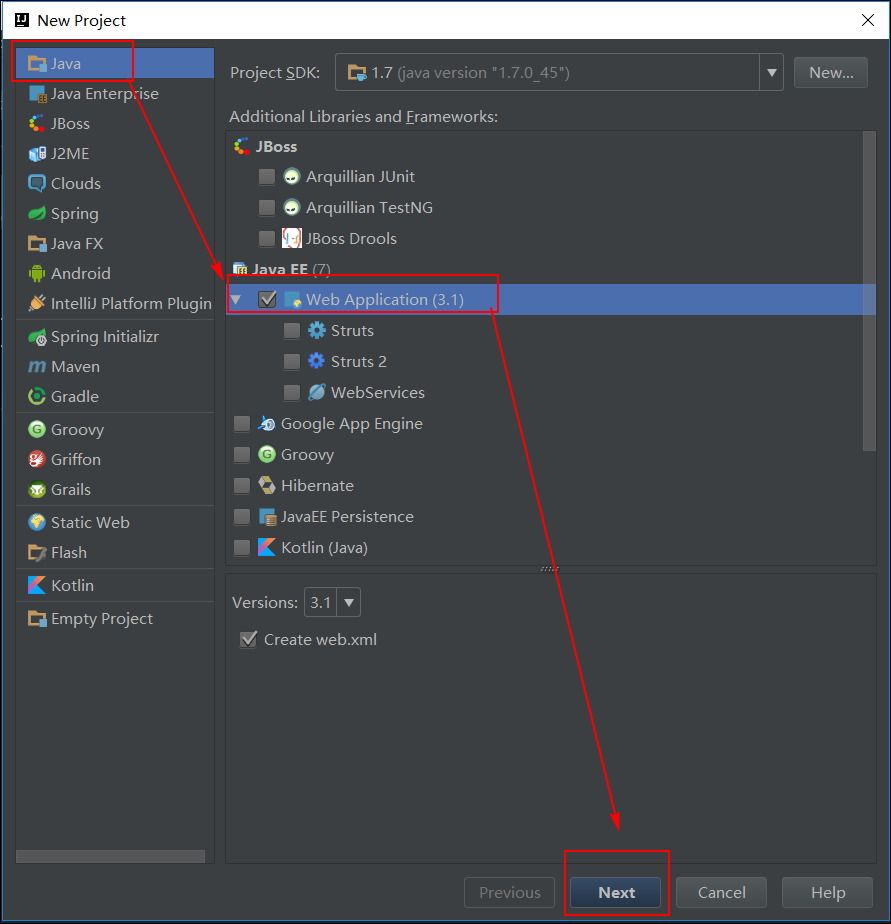 New Project
Java
Java Enterprise
JBoss
J2ME
Clouds
Spring
Java FX
Android
IntelliJ Platform Plugin
Spring Initializr
Maven
Gradle
Groovy
Griffon
Grails
Static Web
Flash
Kotlin
Empty Project
Project SDK: 1.7 (java version "1.7.0_45") New...
Additional Libraries and Frameworks:
JBoss
Arquillian JUnit
Arquillian TestNG
JBoss Drools
Java EE (7)
Web Application (3.1)
Struts
Struts 2
WebServices
Google App Engine
Groovy
Hibernate
JavaEE Persistence
Kotlin (Java)
Versions: 3.1
Create web.xml
Previous Next Cancel Help